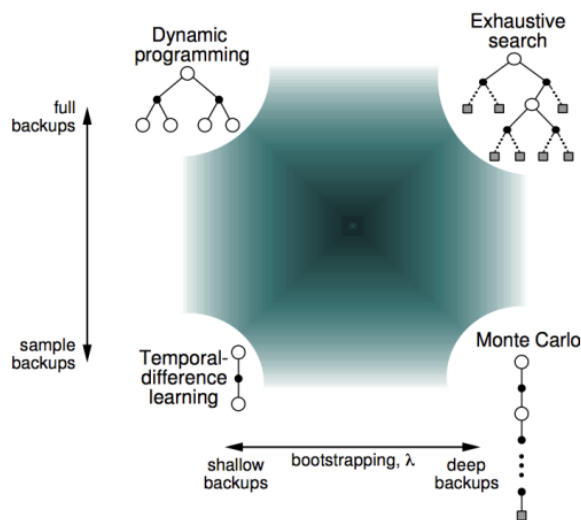 Dynamic
programming
Exhaustive
search
full
backups
sample
backups
Temporal-
difference
learning
Monte Carlo
shallow
backups
bootstrapping, λ
deep
backups